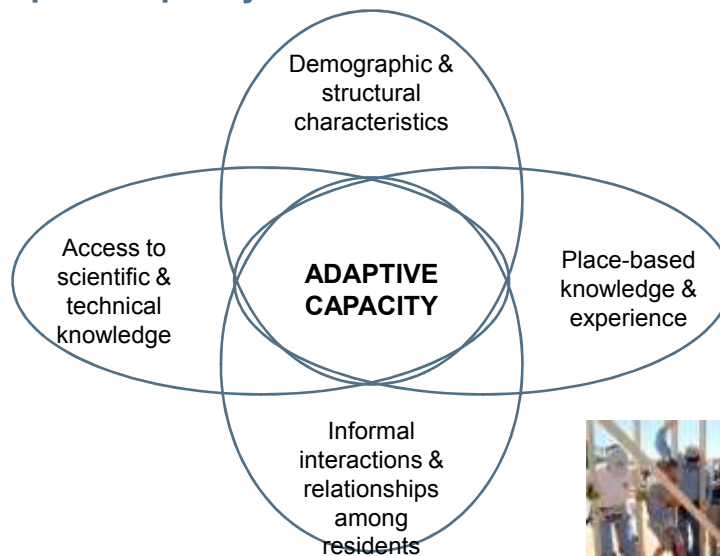 Demographic &
structural
characteristics
Access to
scientific &
technical
knowledge
ADAPTIVE
CAPACITY
Place-based
knowledge &
experience
Informal
interactions &
relationships
among
residents